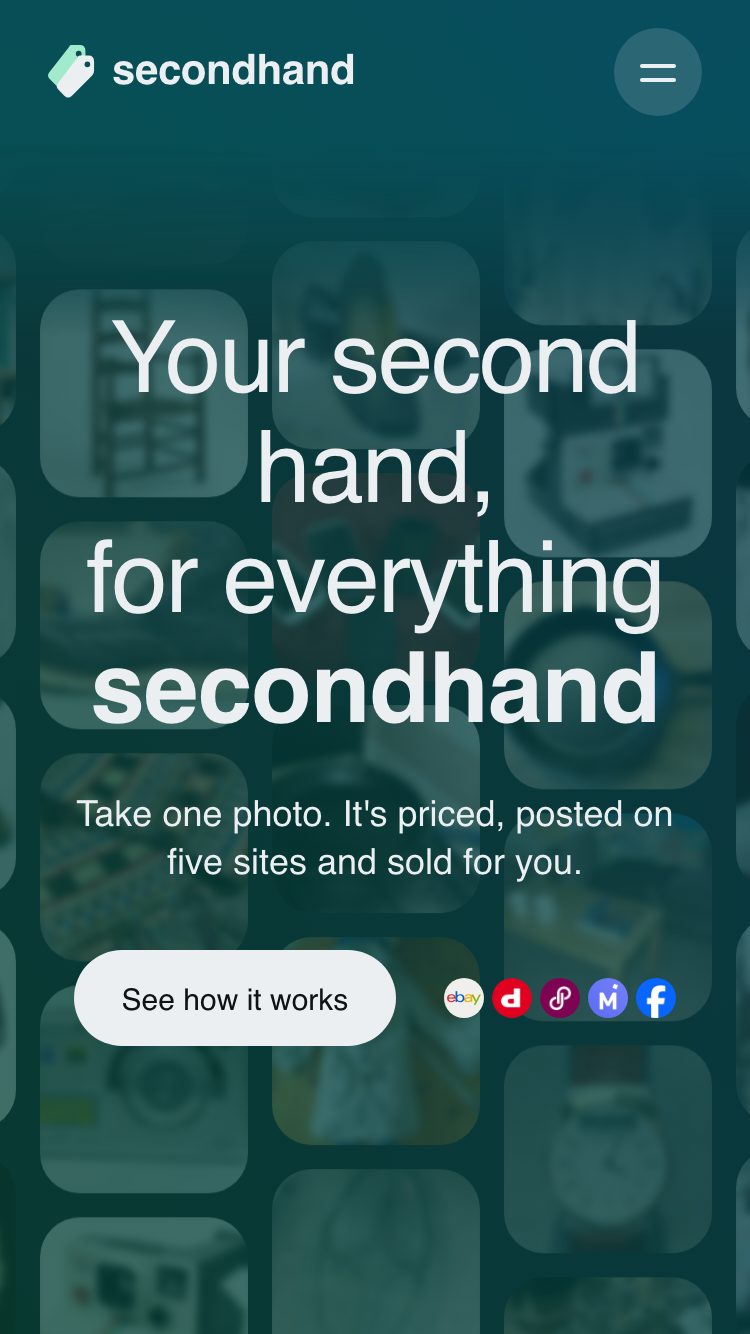 secondhand
Your second
hand,
for everything
secondhand
Take one photo. It's priced, posted on
five sites and sold for you.
See how it works
ebay